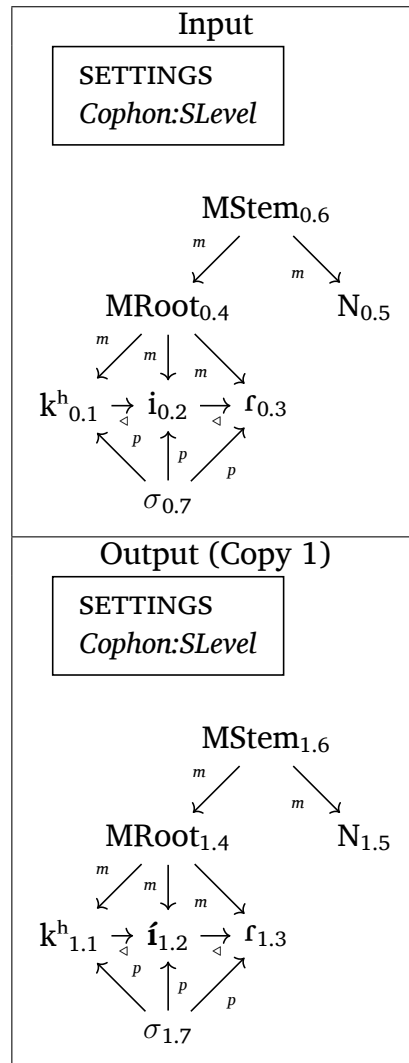 Input
SETTINGS
Cophon:SLevel
MStem0.6
m m
MRoot0.4 N0.5
m m m
kʰ0.1 i0.2 ɾ0.3
◁ ◁
p p p
σ0.7
Output (Copy 1)
SETTINGS
Cophon:SLevel
MStem1.6
m m
MRoot1.4 N1.5
m m m
kʰ1.1 í1.2 ɾ1.3
◁ ◁
p p p
σ1.7